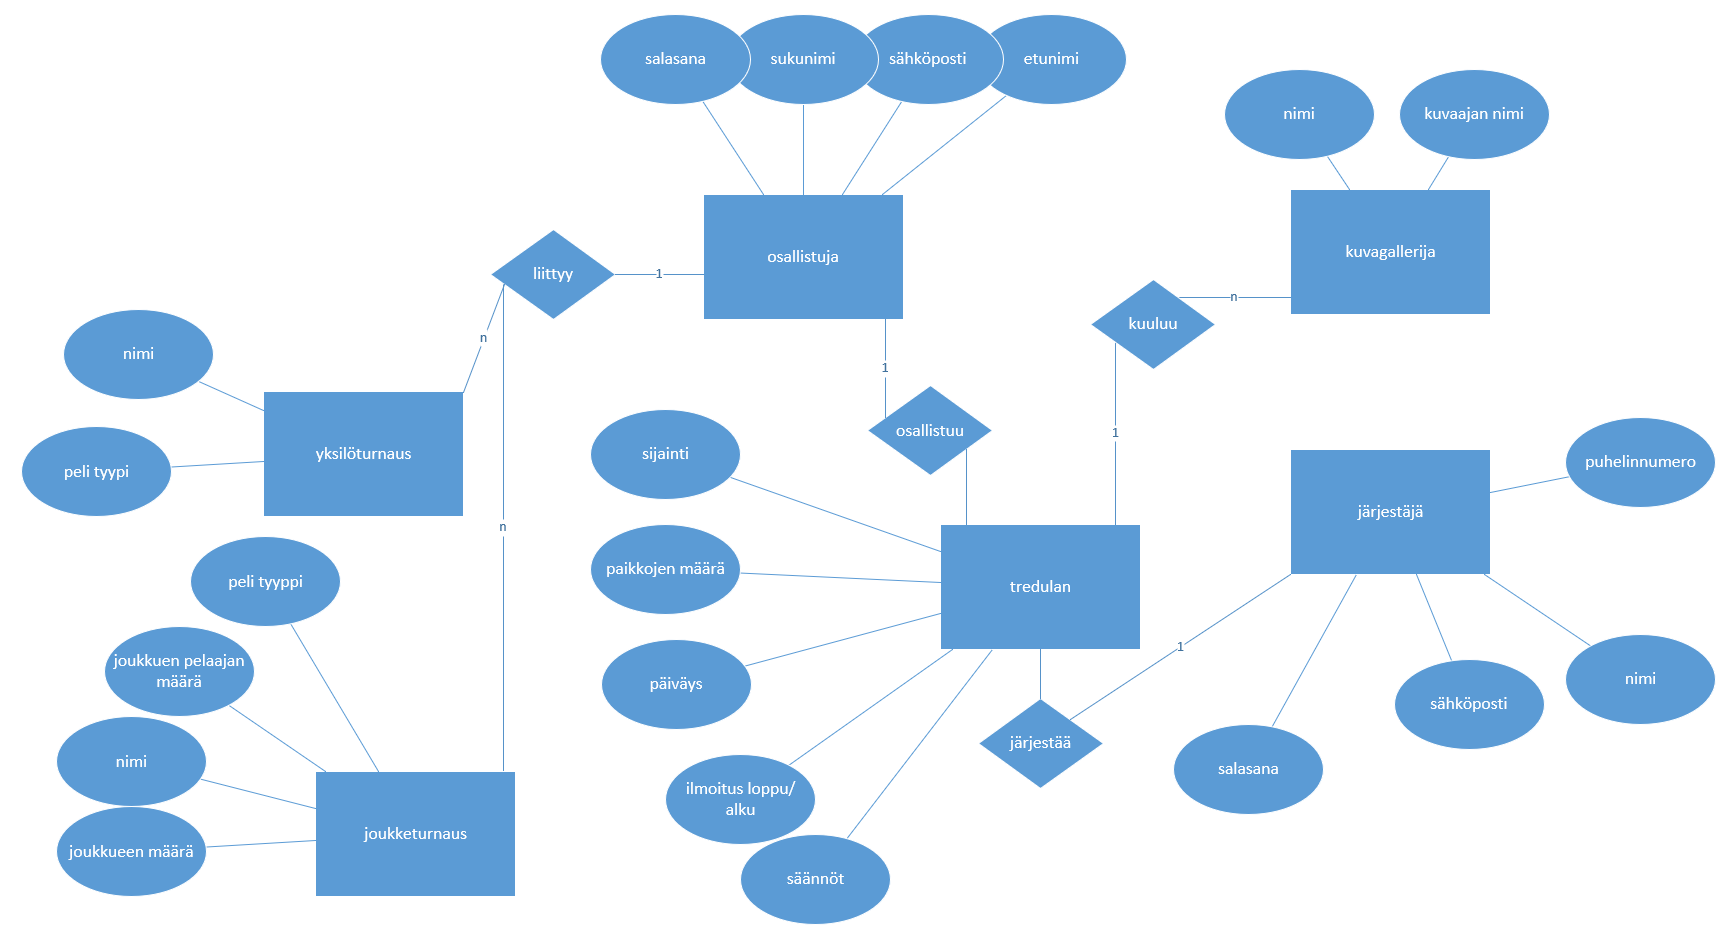 salasana
sukunimi
sähköposti
etunimi
nimi
kuvaajan nimi
osallistuja
kuvagallerija
liittyy
1
n
kuuluu
n
nimi
1
osallistuu
1
yksilöturnaus
peli tyypi
sijainti
puhelinnumero
järjestäjä
n
paikkojen määrä
tredulan
peli tyyppi
joukkuen pelaajan
määrä
päiväys
1
nimi
sähköposti
järjestää
nimi
salasana
ilmoitus loppu/
alku
joukketurnaus
joukkueen määrä
säännöt